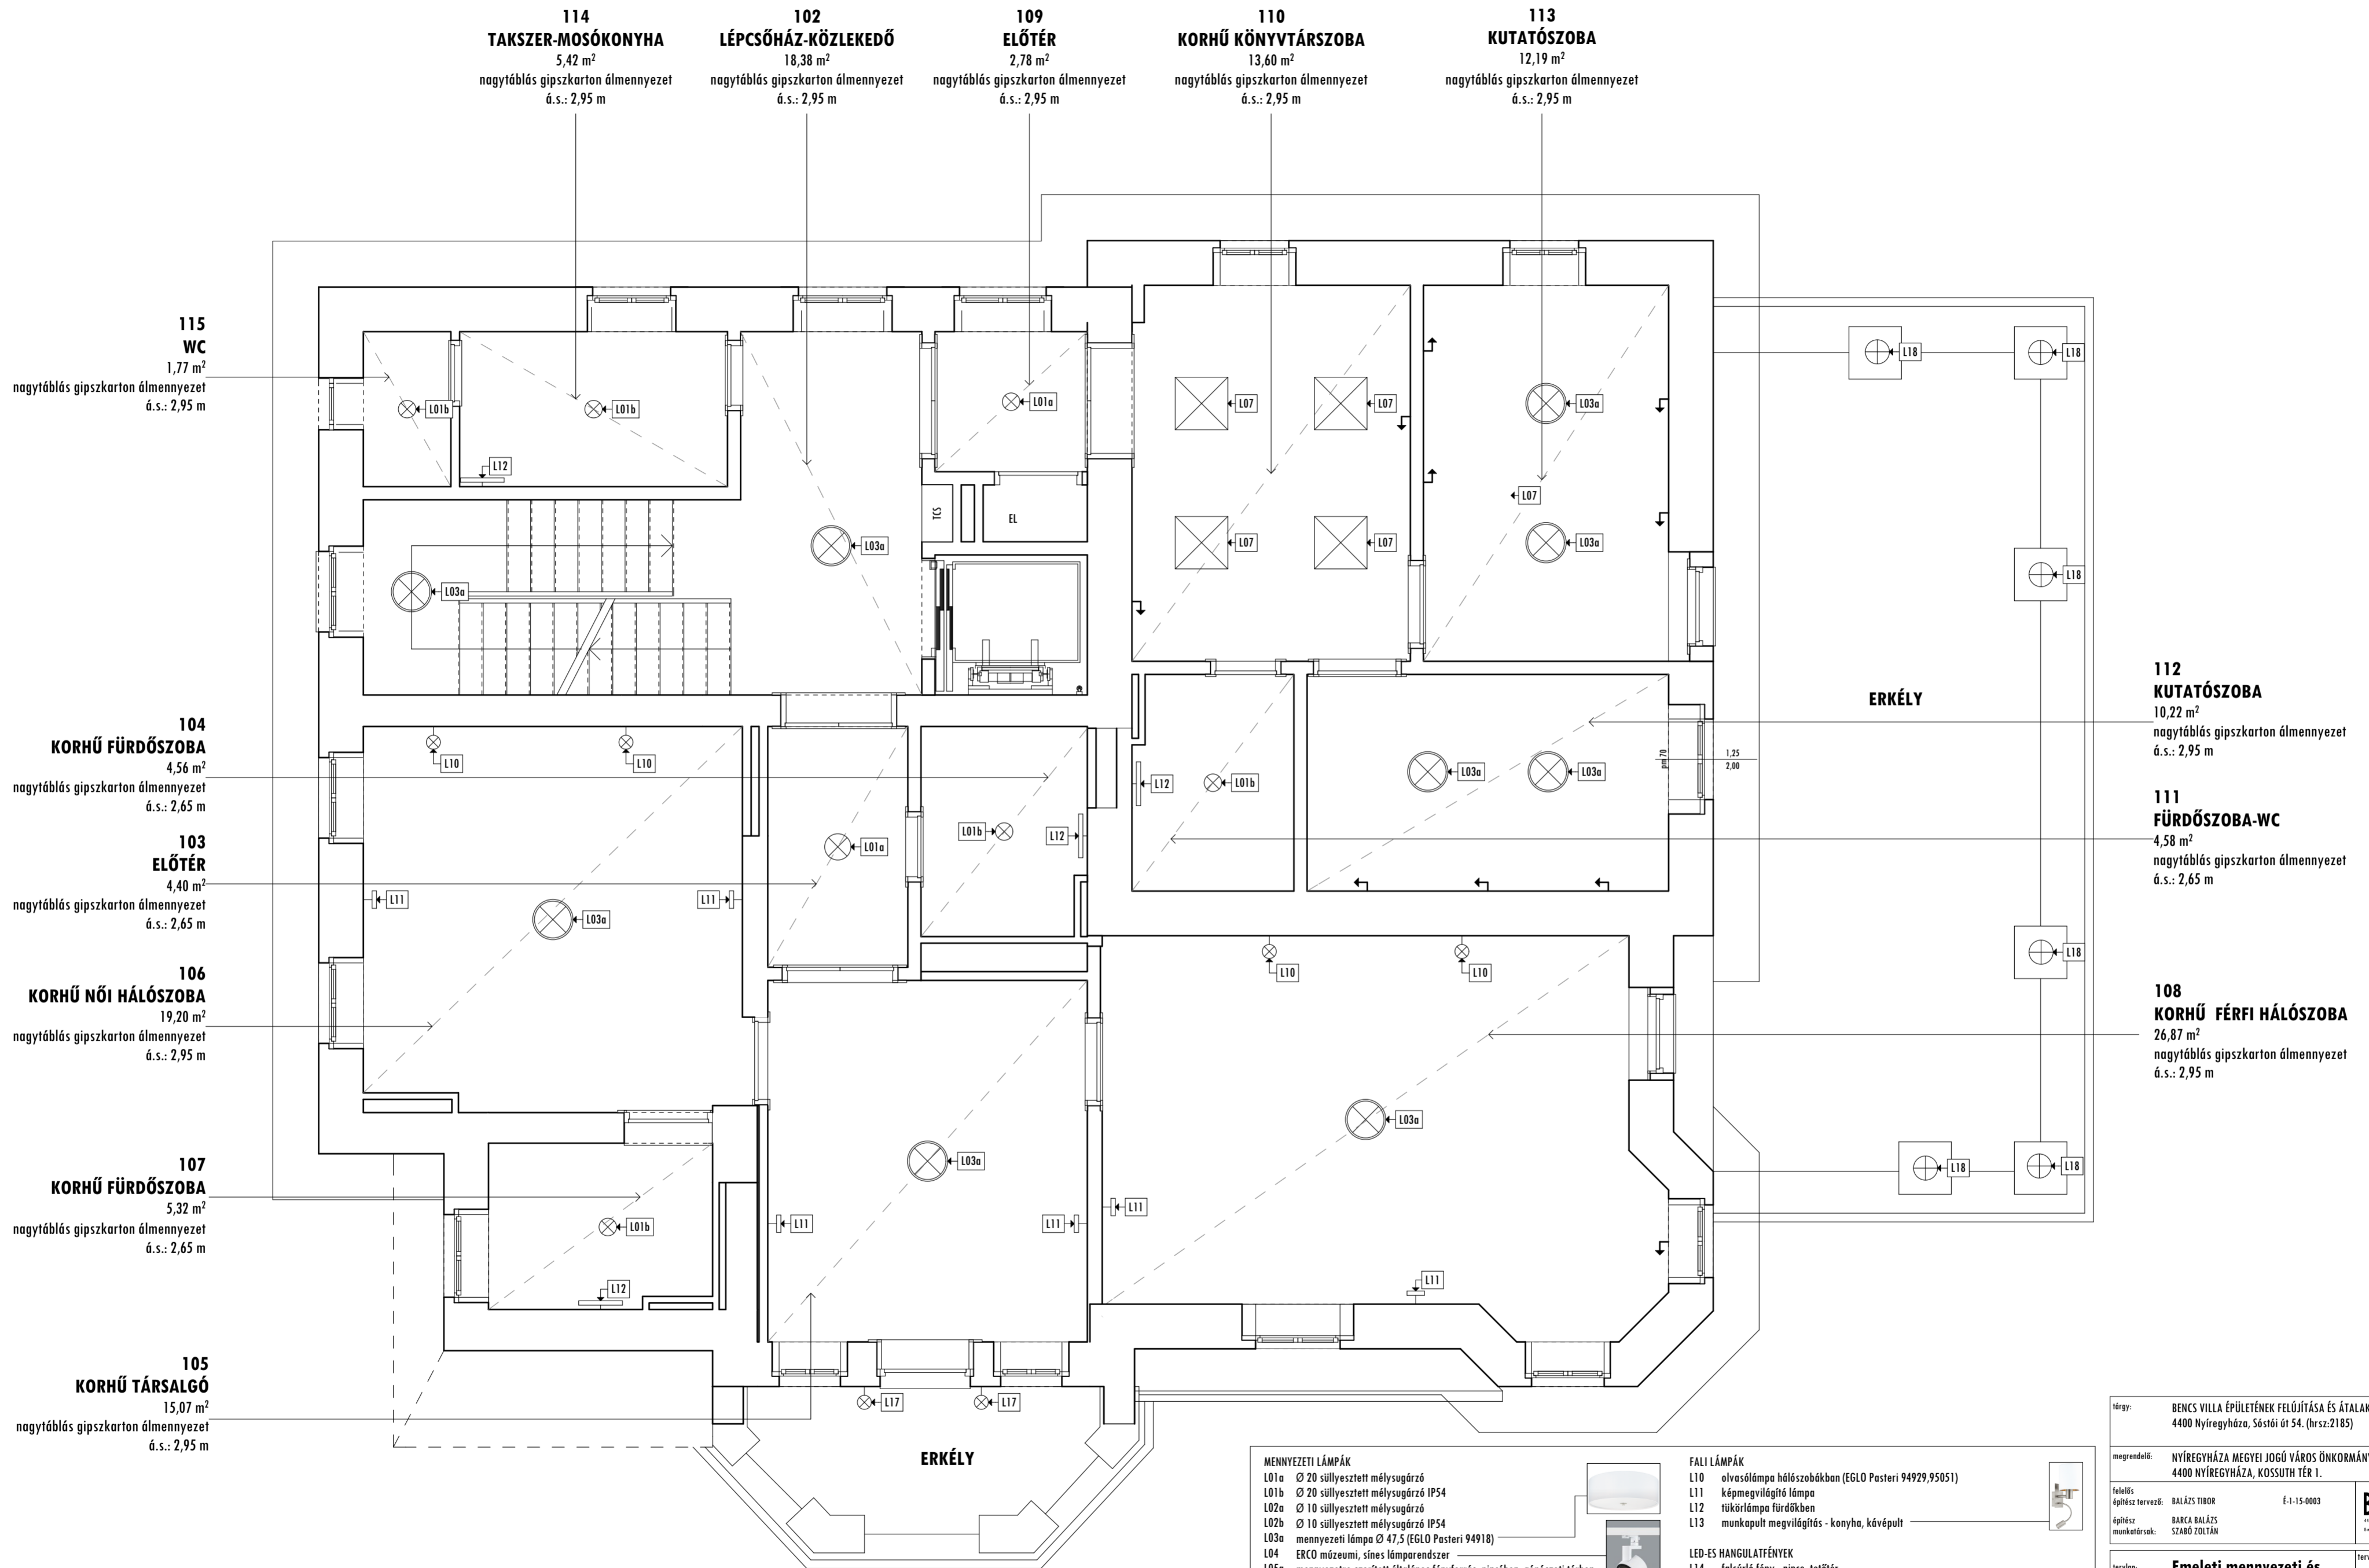 114
TAKSZER-MOSÓKONYHA
5,42 m²
nagytáblás gipszkarton álmennyezet
á.s.: 2,95 m
102
LÉPCSŐHÁZ-KÖZLEKEDŐ
18,38 m²
nagytáblás gipszkarton álmennyezet
á.s.: 2,95 m
109
ELŐTÉR
2,78 m²
nagytáblás gipszkarton álmennyezet
á.s.: 2,95 m
110
KORHŰ KÖNYVTÁRSZOBA
13,60 m²
nagytáblás gipszkarton álmennyezet
á.s.: 2,95 m
113
KUTATÓSZOBA
12,19 m²
nagytáblás gipszkarton álmennyezet
á.s.: 2,95 m
115
WC
1,77 m²
nagytáblás gipszkarton álmennyezet
á.s.: 2,95 m
104
KORHŰ FÜRDŐSZOBA
4,56 m²
nagytáblás gipszkarton álmennyezet
á.s.: 2,65 m
103
ELŐTÉR
4,40 m²
nagytáblás gipszkarton álmennyezet
á.s.: 2,65 m
106
KORHŰ NŐI HÁLÓSZOBA
19,20 m²
nagytáblás gipszkarton álmennyezet
á.s.: 2,95 m
107
KORHŰ FÜRDŐSZOBA
5,32 m²
nagytáblás gipszkarton álmennyezet
á.s.: 2,65 m
105
KORHŰ TÁRSALGÓ
15,07 m²
nagytáblás gipszkarton álmennyezet
á.s.: 2,95 m
L01b
L01b
L12
L01a
L07
L07
L07
L07
L03a
L07
L03a
L18
L18
L18
L18
L18
L18
TCS
EL
L03a
L03a
L10
L10
L11
L11
L03a
L01a
L01b
L12
L12
L01b
L03a
L03a
pm 70
1,25
2,00
ERKÉLY
L10
L10
L03a
L03a
L11
L11
L11
L11
L01b
L12
L17
L17
ERKÉLY
112
KUTATÓSZOBA
10,22 m²
nagytáblás gipszkarton álmennyezet
á.s.: 2,95 m
111
FÜRDŐSZOBA-WC
4,58 m²
nagytáblás gipszkarton álmennyezet
á.s.: 2,65 m
108
KORHŰ FÉRFI HÁLÓSZOBA
26,87 m²
nagytáblás gipszkarton álmennyezet
á.s.: 2,95 m
MENNYEZETI LÁMPÁK
L01a Ø 20 süllyesztett mélysugárzó
L01b Ø 20 süllyesztett mélysugárzó IP54
L02a Ø 10 süllyesztett mélysugárzó
L02b Ø 10 süllyesztett mélysugárzó IP54
L03a mennyezeti lámpa Ø 47,5 (EGLO Pasteri 94918)
L04 ERCO múzeumi, sínes lámparendszer
FALI LÁMPÁK
L10 olvasólámpa hálószobákban (EGLO Pasteri 94929,95051)
L11 képmegvilágító lámpa
L12 tükörlámpa fürdőkben
L13 munkapult megvilágítás - konyha, kávépult
LED-ES HANGULATFÉNYEK
tárgy: BENCS VILLA ÉPÜLETÉNEK FELÚJÍTÁSA ÉS ÁTALAK
4400 Nyíregyháza, Sóstói út 54. (hrsz:2185)
megrendelő: NYÍREGYHÁZA MEGYEI JOGÚ VÁROS ÖNKORMÁNY
4400 NYÍREGYHÁZA, KOSSUTH TÉR 1.
felelős
építész tervező: BALÁZS TIBOR É-1-15-0003
építész BARCA BALÁZS
munkatársak: SZABÓ ZOLTÁN
Emeleti mennyezeti és